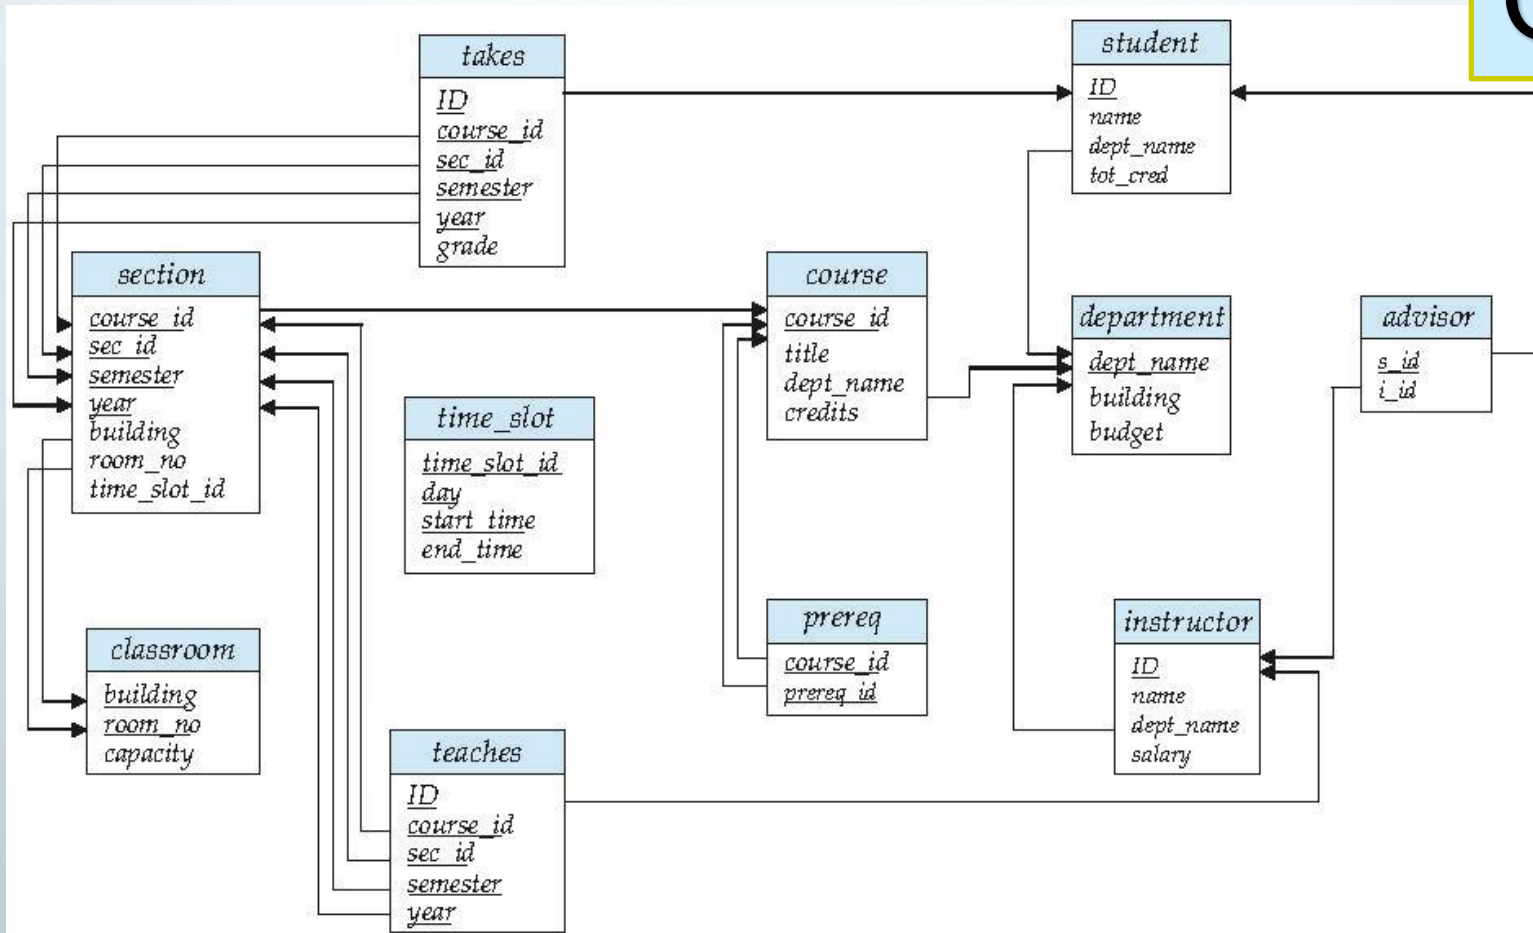 takes
ID
course_id
sec_id
semester
year
grade
student
ID
name
dept_name
tot_cred
section
course_id
sec_id
semester
year
building
room_no
time_slot_id
course
course_id
title
dept_name
credits
department
dept_name
building
budget
advisor
s_id
i_id
time_slot
time_slot_id
day
start_time
end_time
prereq
course_id
prereq_id
instructor
ID
name
dept_name
salary
classroom
building
room_no
capacity
teaches
ID
course_id
sec_id
semester
year